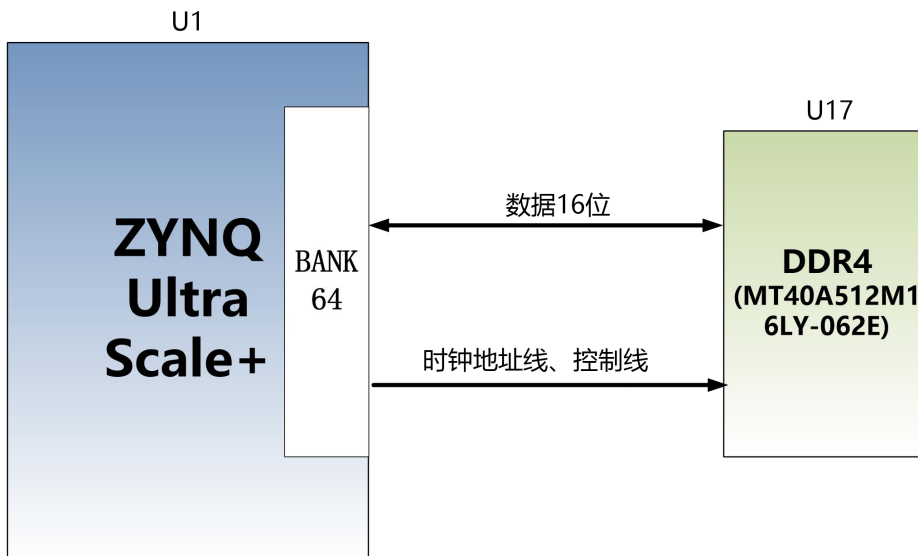 U1
U17
ZYNQ
Ultra
Scale+
BANK
64
数据16位
时钟地址线、控制线
DDR4
(MT40A512M1
6LY-062E)